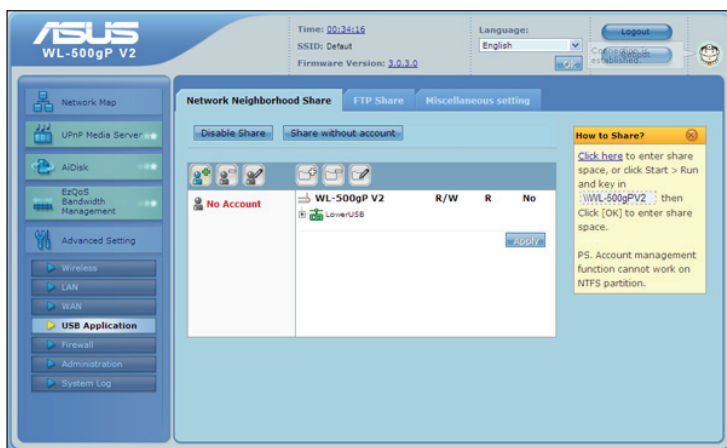 ASUS
WL-500gP V2
Time: 00:34:16
SSID: Default
Firmware Version: 3.0.3.0
Language:
English
OK
Logout
Reboot
Connection is
established.
Network Map
UPnP Media Server
AiDisk
EzQoS
Bandwidth
Management
Advanced Setting
Wireless
LAN
WAN
USB Application
Firewall
Administration
System Log
Network Neighborhood Share
FTP Share
Miscellaneous setting
Disable Share
Share without account
No Account
WL-500gP V2 R/W R No
LowerUSB
Apply
How to Share?
Click here to enter share
space, or click Start > Run
and key in
\\WL-500gPV2 then
Click [OK] to enter share
space.
PS. Account management
function cannot work on
NTFS partition.